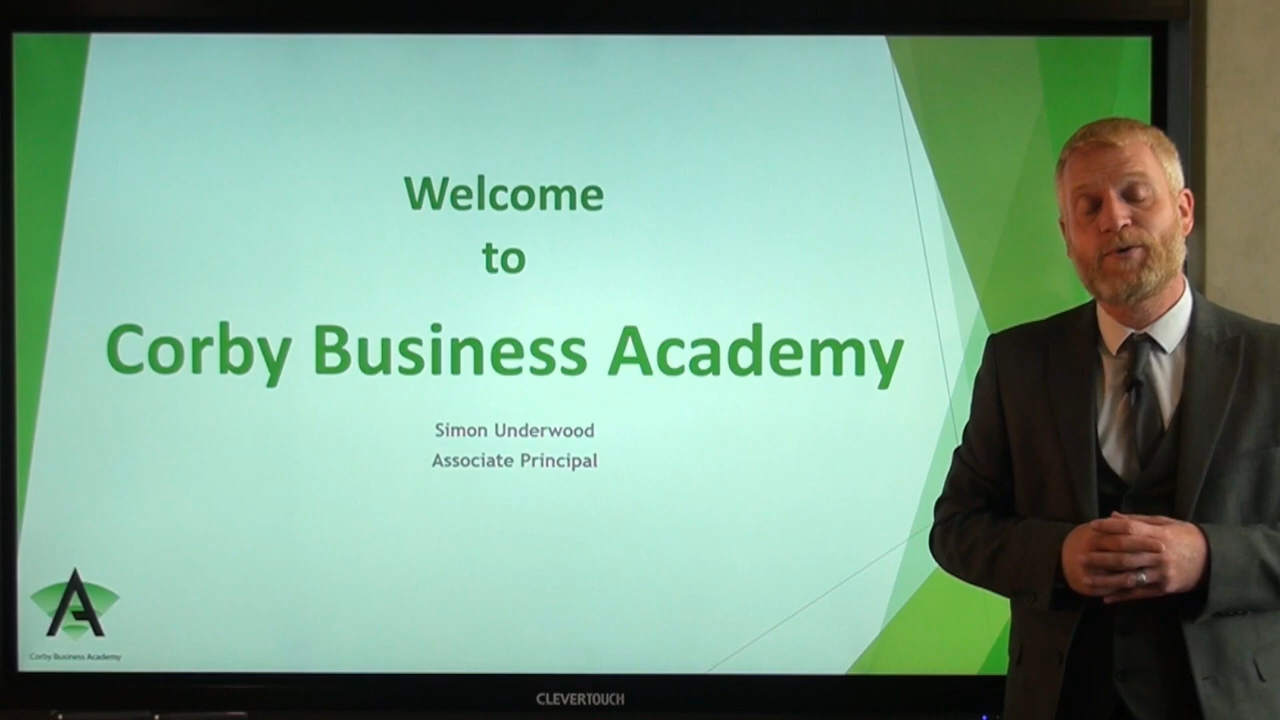 Welcome
to
Corby Business Academy
Simon Underwood
Associate Principal
A
Corby Business Academy
CLEVERTOUCH